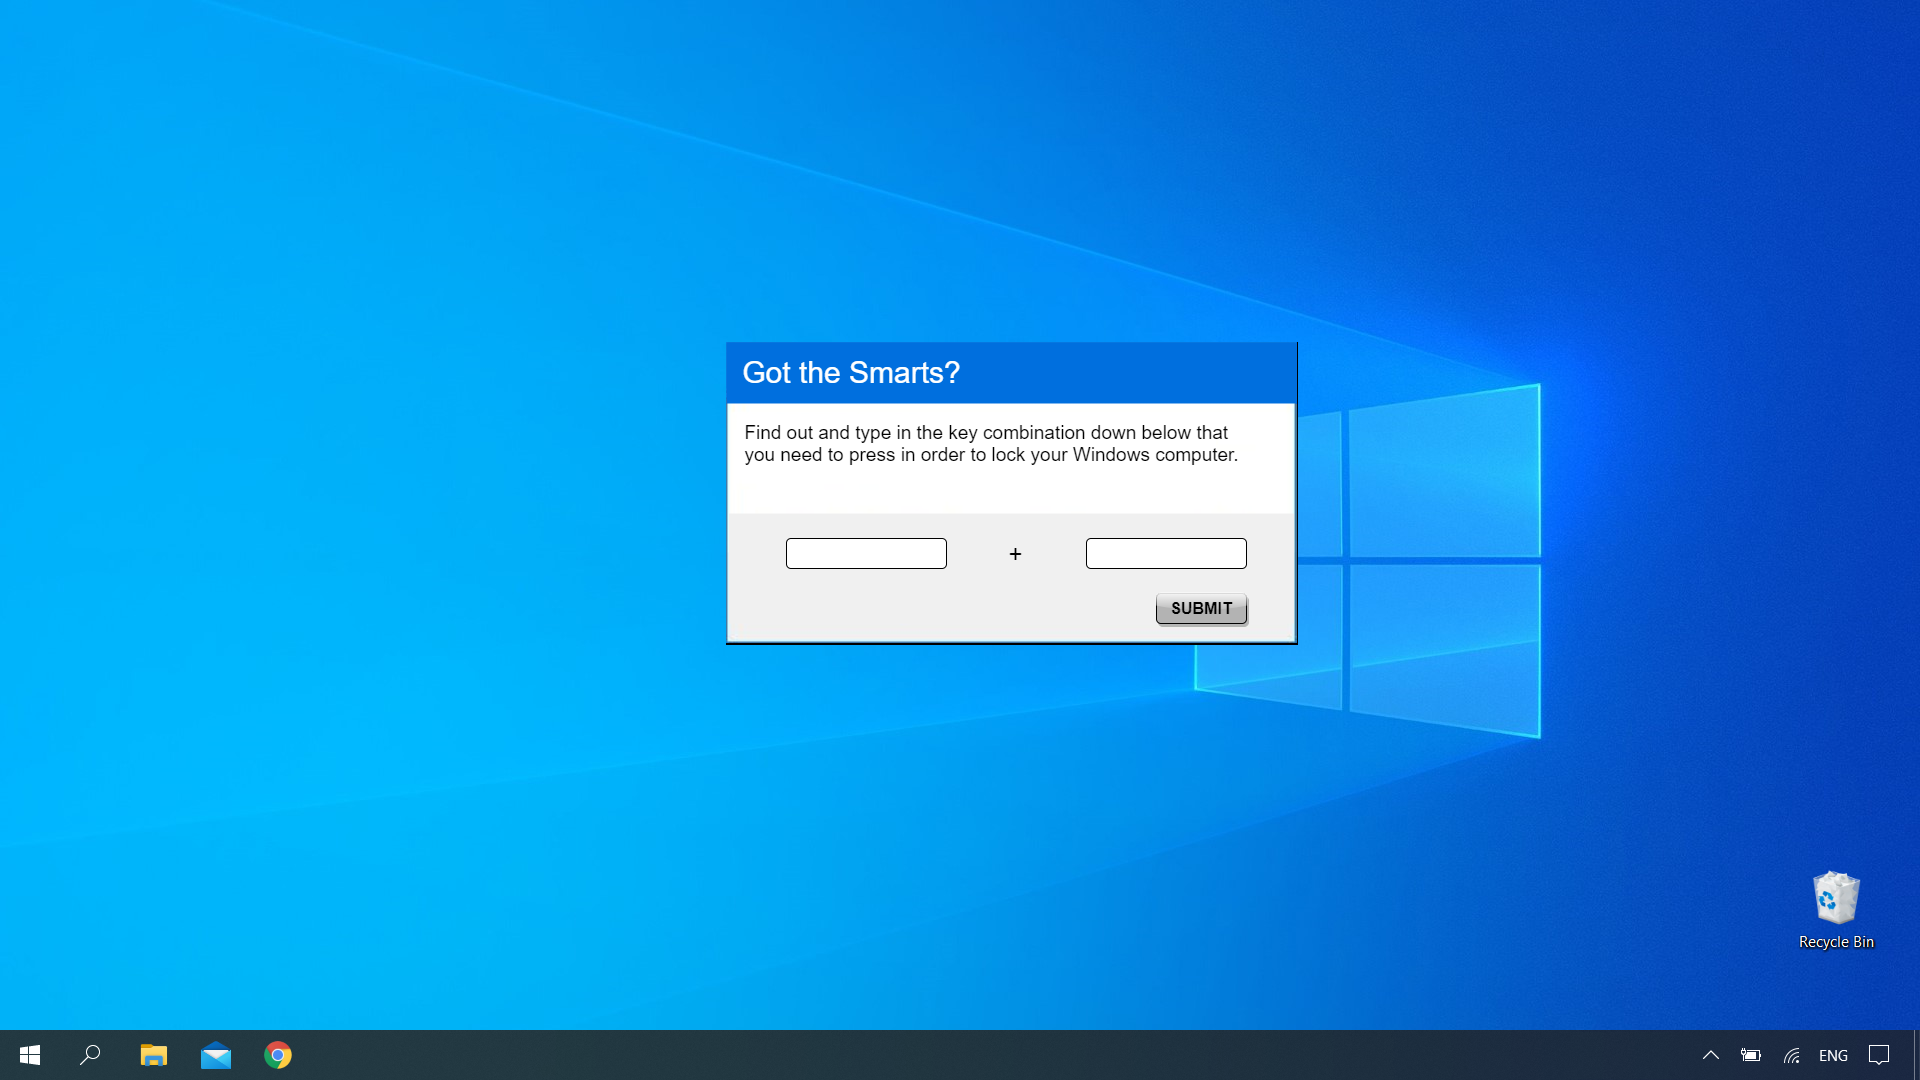 Got the Smarts?
Find out and type in the key combination down below that
you need to press in order to lock your Windows computer.
+
SUBMIT
Recycle Bin
ENG